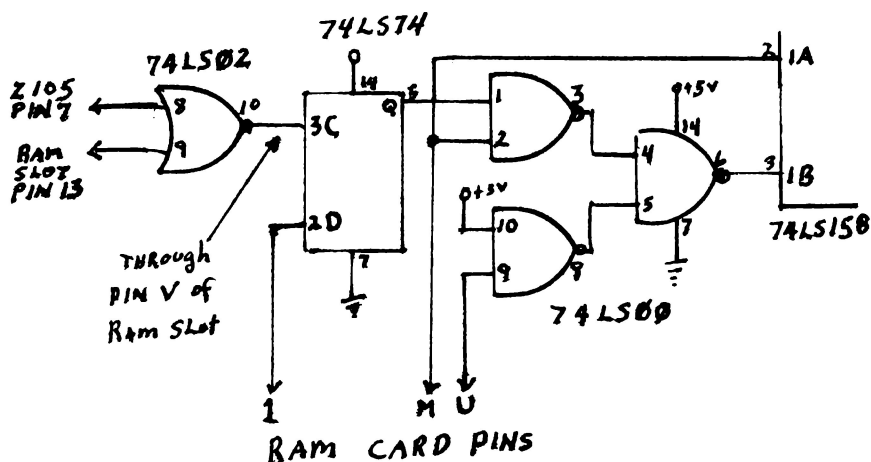 74LS74
74LS02
Z105
PIN 7
8
9
10
RAM
SLOT
PIN 13
3C
2D
14
Q 5
7
THROUGH
PIN V of
RAM SLOT
1
2
3
+5V
10
9
8
74LS00
+5V
14
4
5
6
7
2 1A
3 1B
74LS158
1
M U
RAM CARD PINS